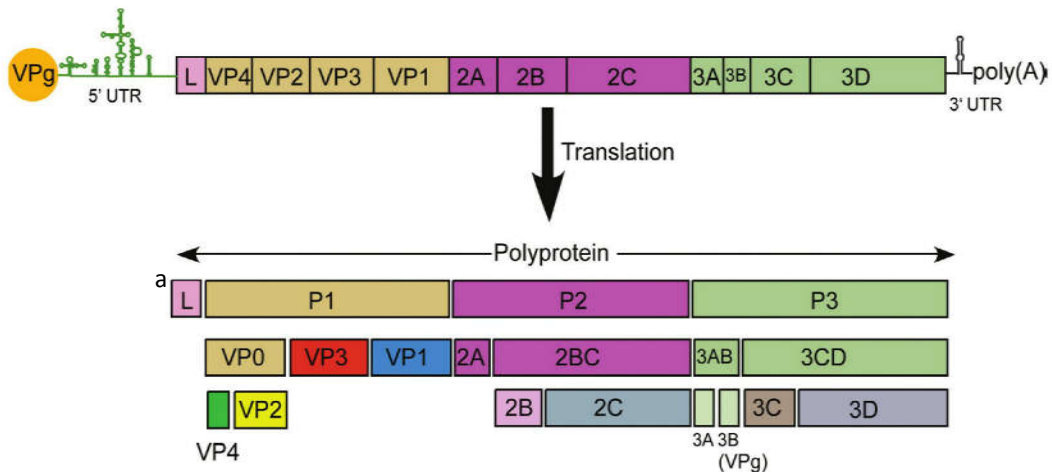 VPg
5' UTR
L VP4 VP2 VP3 VP1 2A 2B 2C 3A 3B 3C 3D
poly(A)
3' UTR
Translation
Polyprotein
a
L P1 P2 P3
VP0 VP3 VP1 2A 2BC 3AB 3CD
VP2 2B 2C 3C 3D
VP4
3A 3B
(VPg)